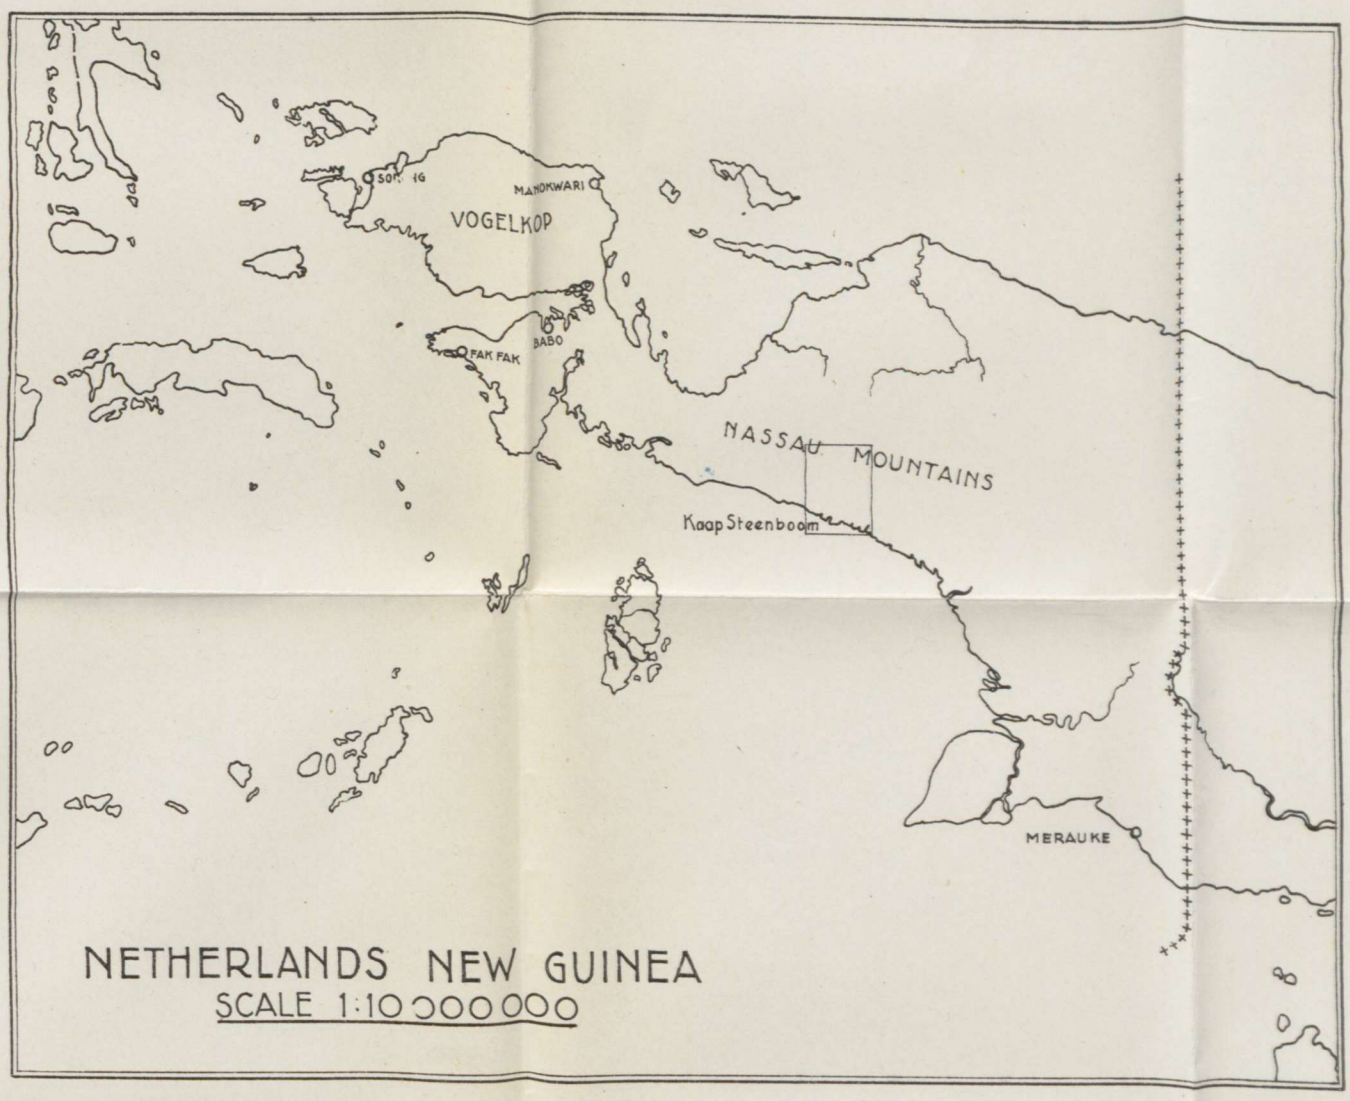 MANOKWARI
VOGELKOP
BABO
FAK FAK
NASSAU MOUNTAINS
Kaap Steenboom
MERAUKE
NETHERLANDS NEW GUINEA
SCALE 1:10 000 000